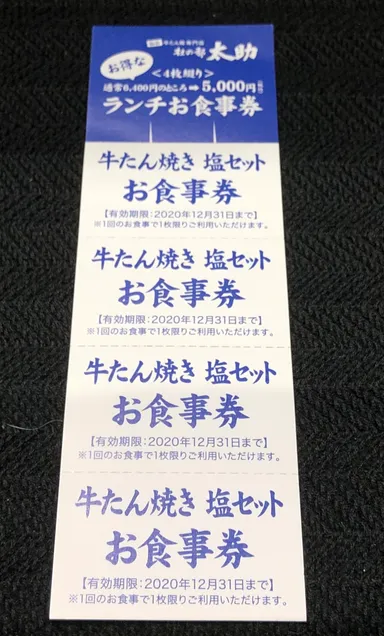 牛たん専門店
杜の都 太助
お得な
<4枚綴り>
通常6,400円のところ➡5,000円
ランチお食事券
牛たん焼き 塩セット
お食事券
【有効期限:2020年12月31日まで】
※1回のお食事で1枚限りご利用いただけます。
牛たん焼き 塩セット
お食事券
【有効期限:2020年12月31日まで】
※1回のお食事で1枚限りご利用いただけます。
牛たん焼き 塩セット
お食事券
【有効期限:2020年12月31日まで】
※1回のお食事で1枚限りご利用いただけます。
牛たん焼き 塩セット
お食事券
【有効期限:2020年12月31日まで】
※1回のお食事で1枚限りご利用いただけます。